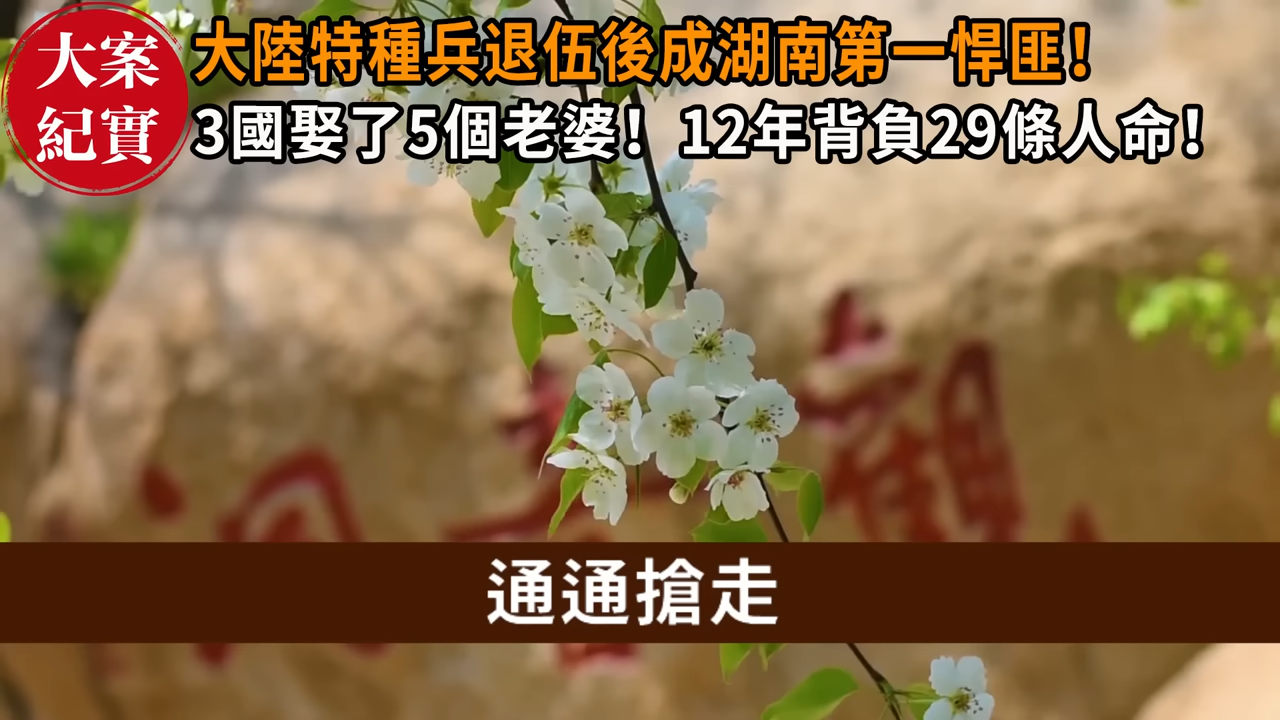 大案
紀實
大陸特種兵退伍後成湖南第一悍匪！
3國娶了5個老婆！12年背負29條人命！
通通搶走